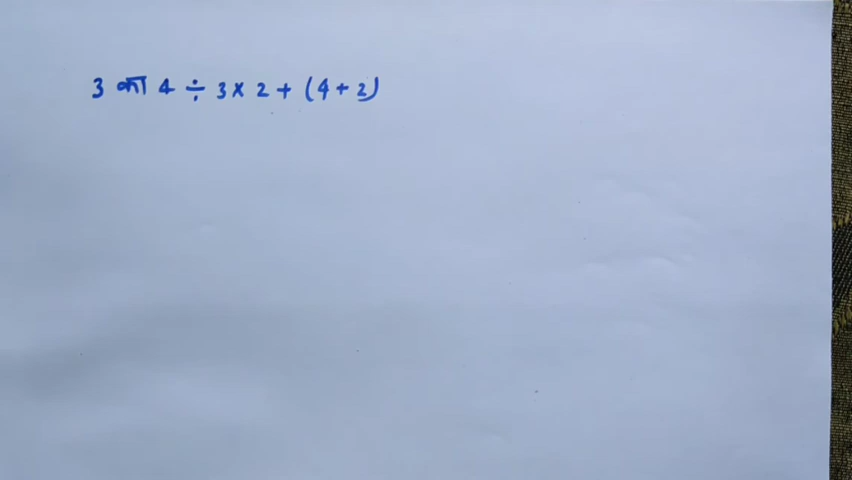 3 का 4 ÷ 3 × 2 + (4 + 2)